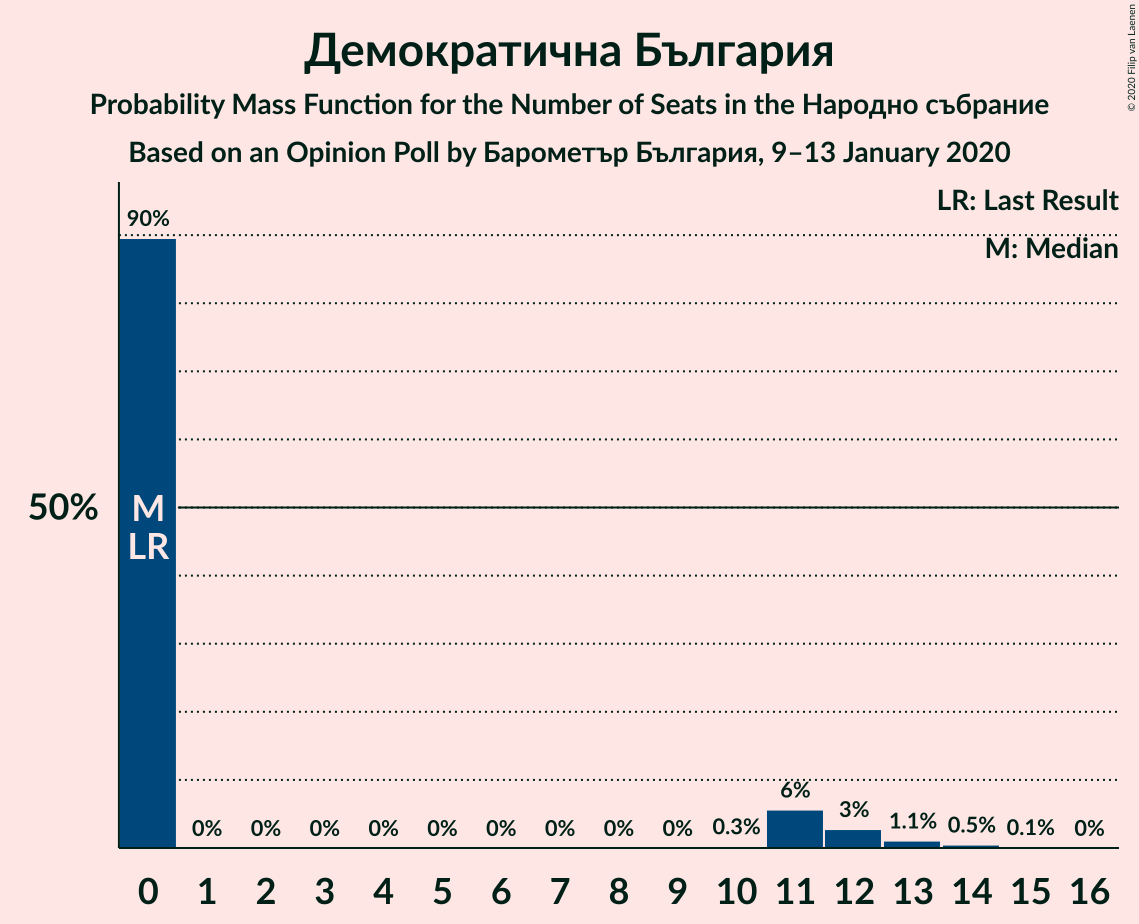 Демократична България
Probability Mass Function for the Number of Seats in the Народно събрание
Based on an Opinion Poll by Барометър България, 9–13 January 2020
© 2020 Filip van Laenen
LR: Last Result
M: Median
90%
50%
M
LR
0% 0% 0% 0% 0% 0% 0% 0% 0% 0.3% 6% 3% 1.1% 0.5% 0.1% 0%
0 1 2 3 4 5 6 7 8 9 10 11 12 13 14 15 16